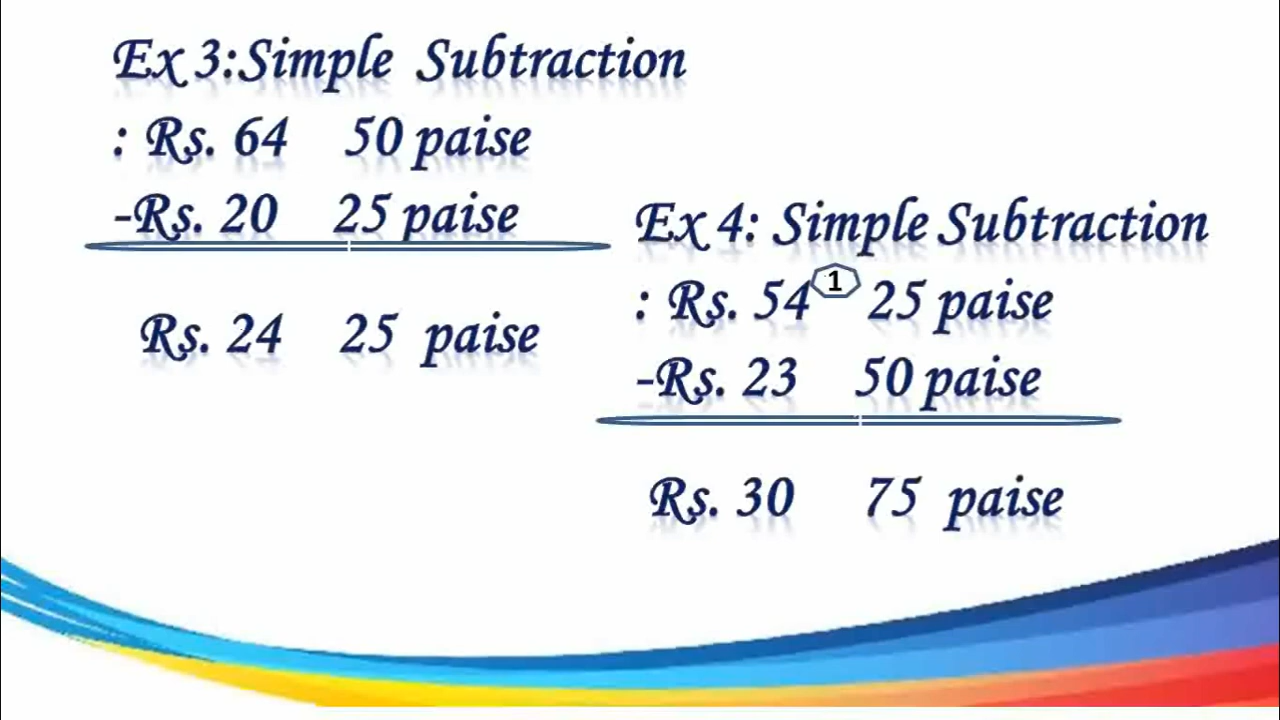 Ex 3:Simple Subtraction
: Rs. 64 50 paise
-Rs. 20 25 paise
Rs. 24 25 paise
Ex 4: Simple Subtraction
: Rs. 54 1 25 paise
-Rs. 23 50 paise
Rs. 30 75 paise